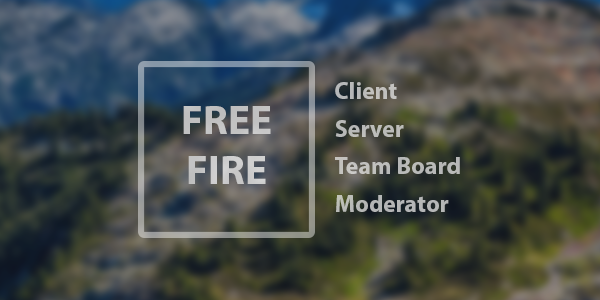 FREE
FIRE
Client
Server
Team Board
Moderator